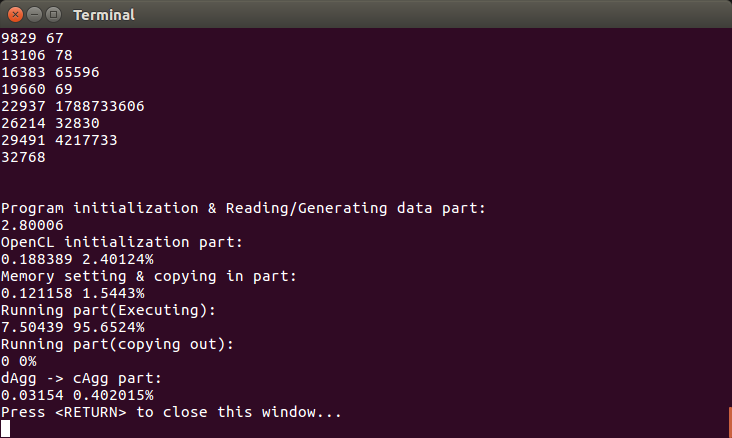 Terminal
9829 67
13106 78
16383 65596
19660 69
22937 1788733606
26214 32830
29491 4217733
32768
Program initialization & Reading/Generating data part:
2.80006
OpenCL initialization part:
0.188389 2.40124%
Memory setting & copying in part:
0.121158 1.5443%
Running part(Executing):
7.50439 95.6524%
Running part(copying out):
0 0%
dAgg -> cAgg part:
0.03154 0.402015%
Press <RETURN> to close this window...